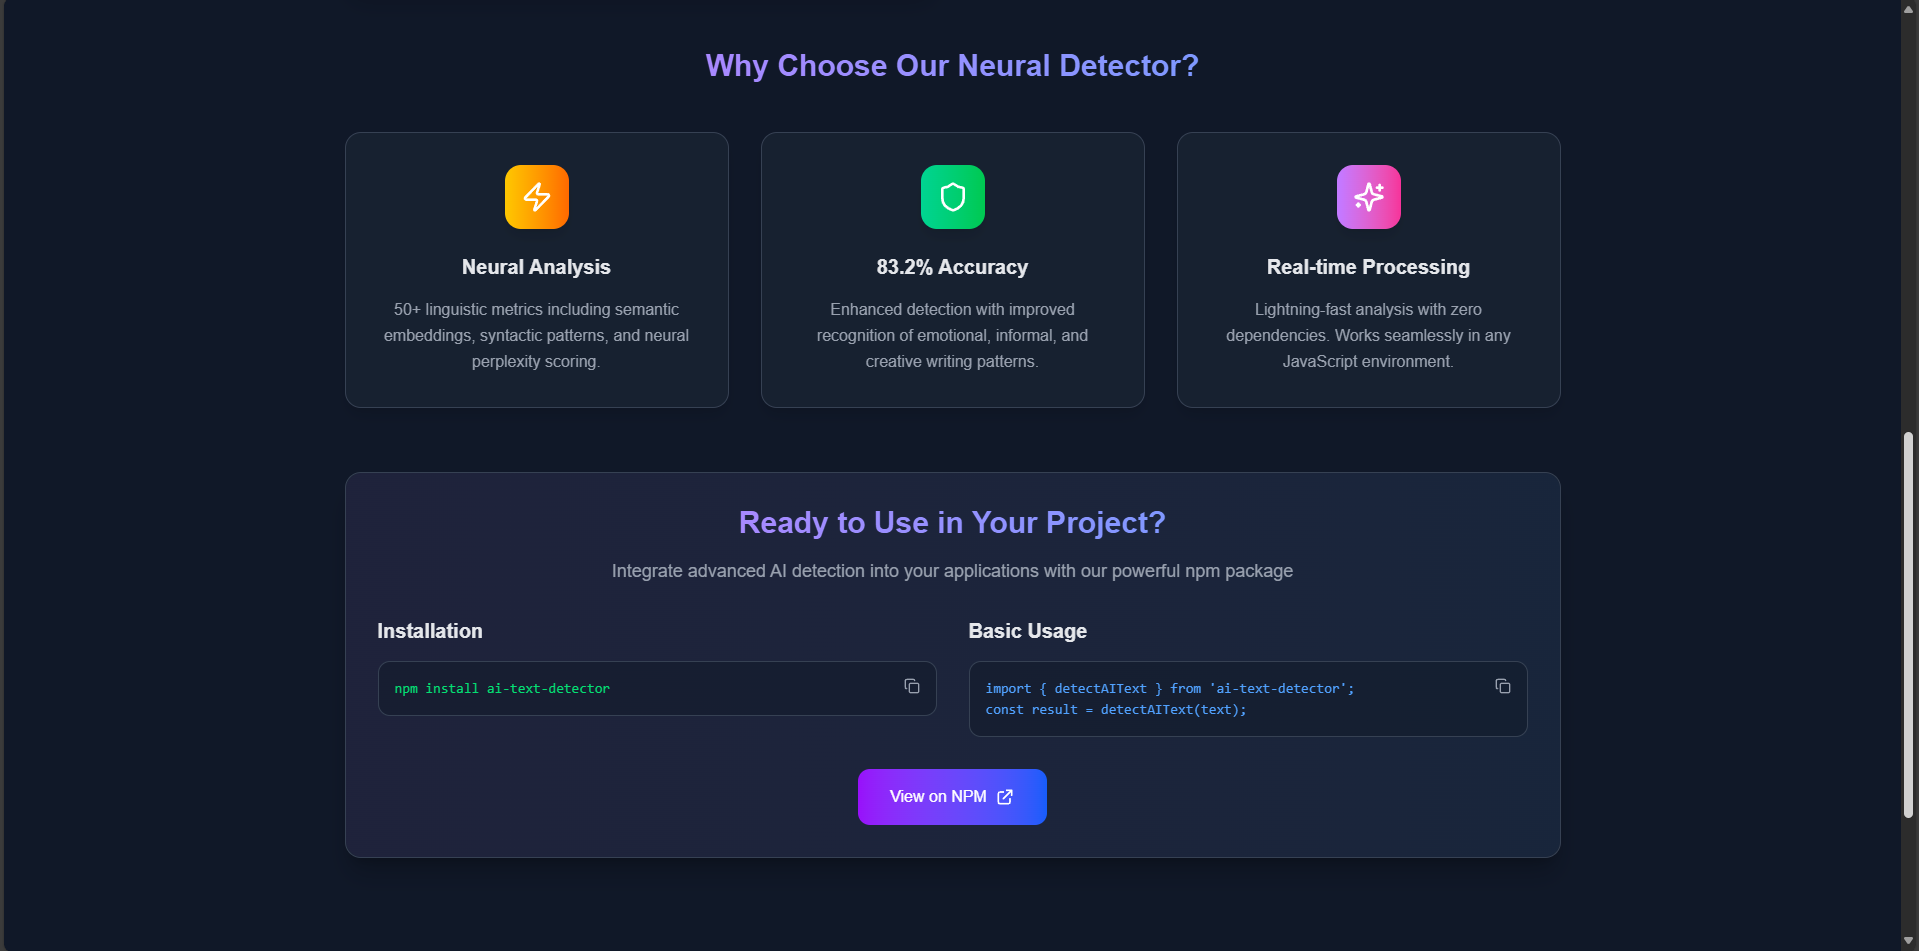 Why Choose Our Neural Detector?
Neural Analysis
50+ linguistic metrics including semantic
embeddings, syntactic patterns, and neural
perplexity scoring.
83.2% Accuracy
Enhanced detection with improved
recognition of emotional, informal, and
creative writing patterns.
Real-time Processing
Lightning-fast analysis with zero
dependencies. Works seamlessly in any
JavaScript environment.
Ready to Use in Your Project?
Integrate advanced AI detection into your applications with our powerful npm package
Installation
npm install ai-text-detector
Basic Usage
import { detectAIText } from 'ai-text-detector';
const result = detectAIText(text);
View on NPM